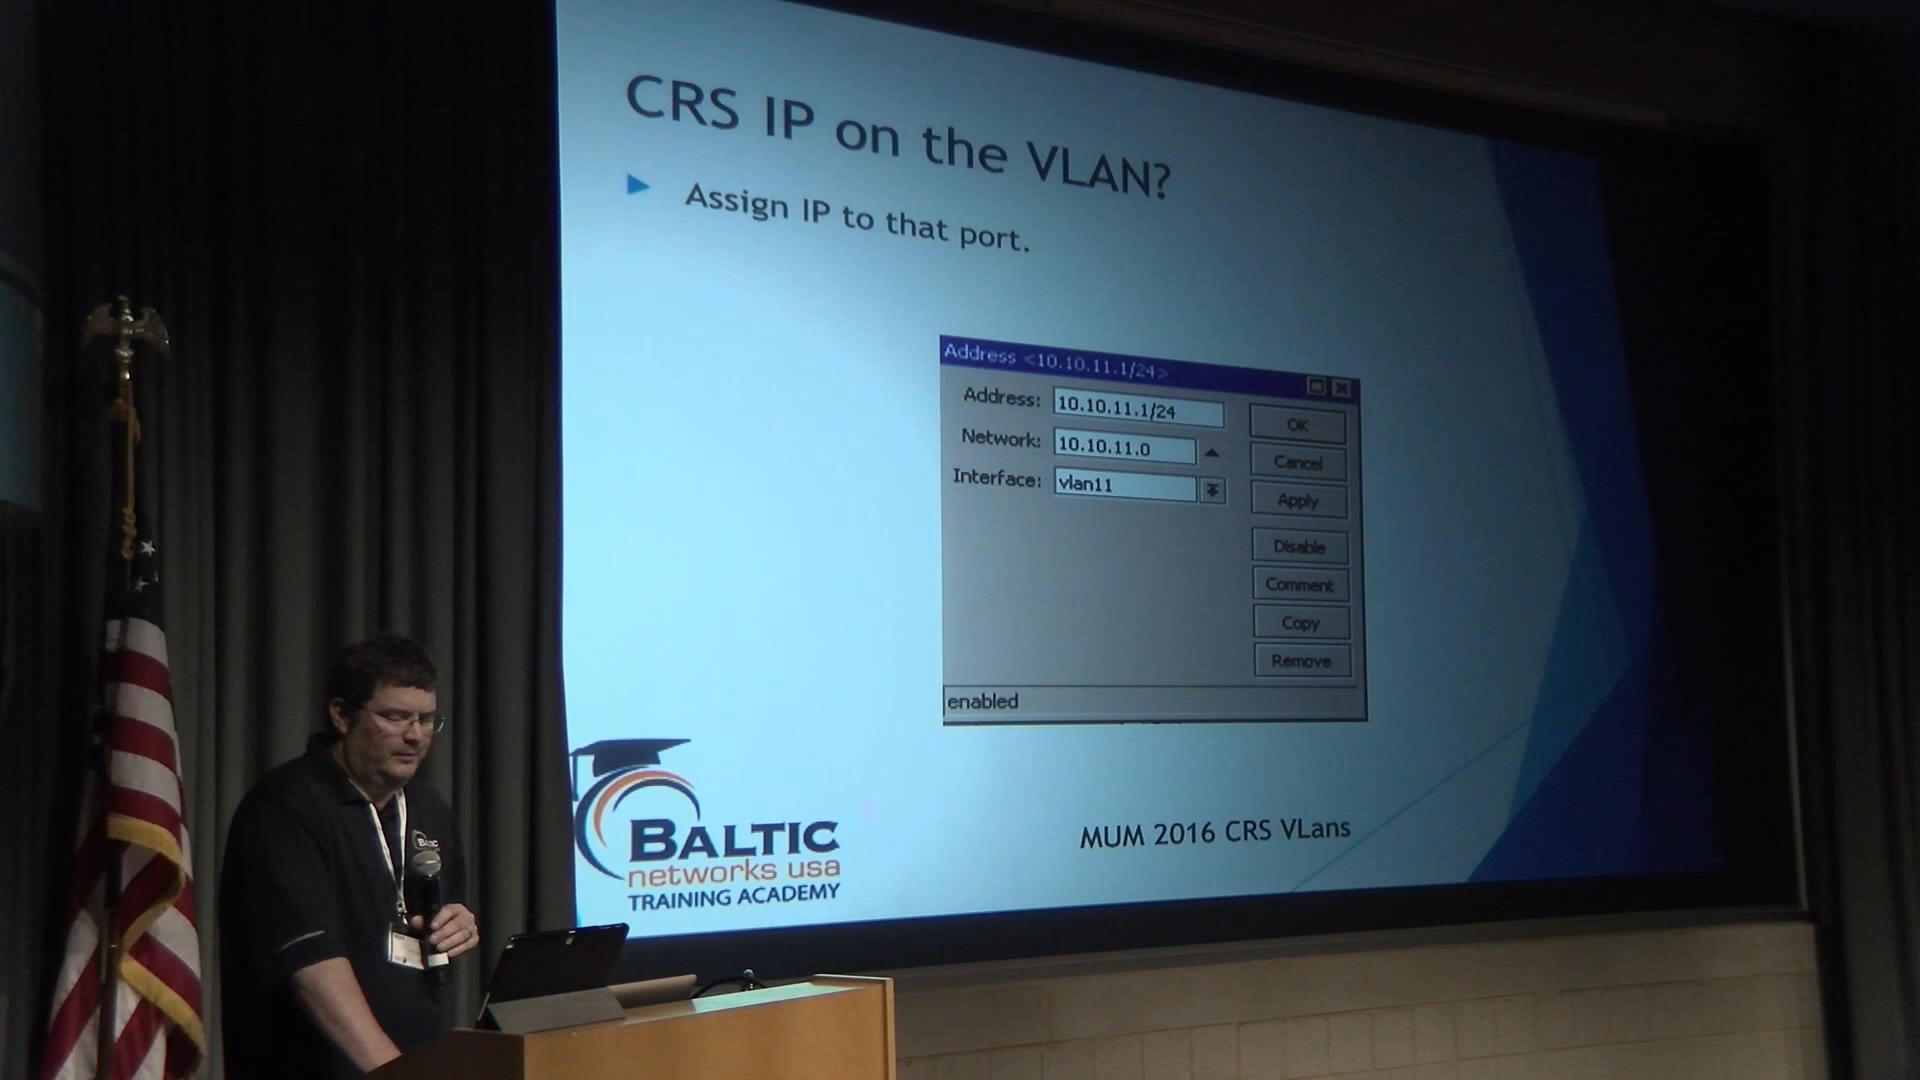 CRS IP on the VLAN?
Assign IP to that port.
Address <10.10.11.1/24>
Address: 10.10.11.1/24
OK
Network: 10.10.11.0
Cancel
Interface: vlan11
Apply
Disable
Comment
Copy
Remove
enabled
BALTIC
networks usa
TRAINING ACADEMY
MUM 2016 CRS VLans
BALTIC